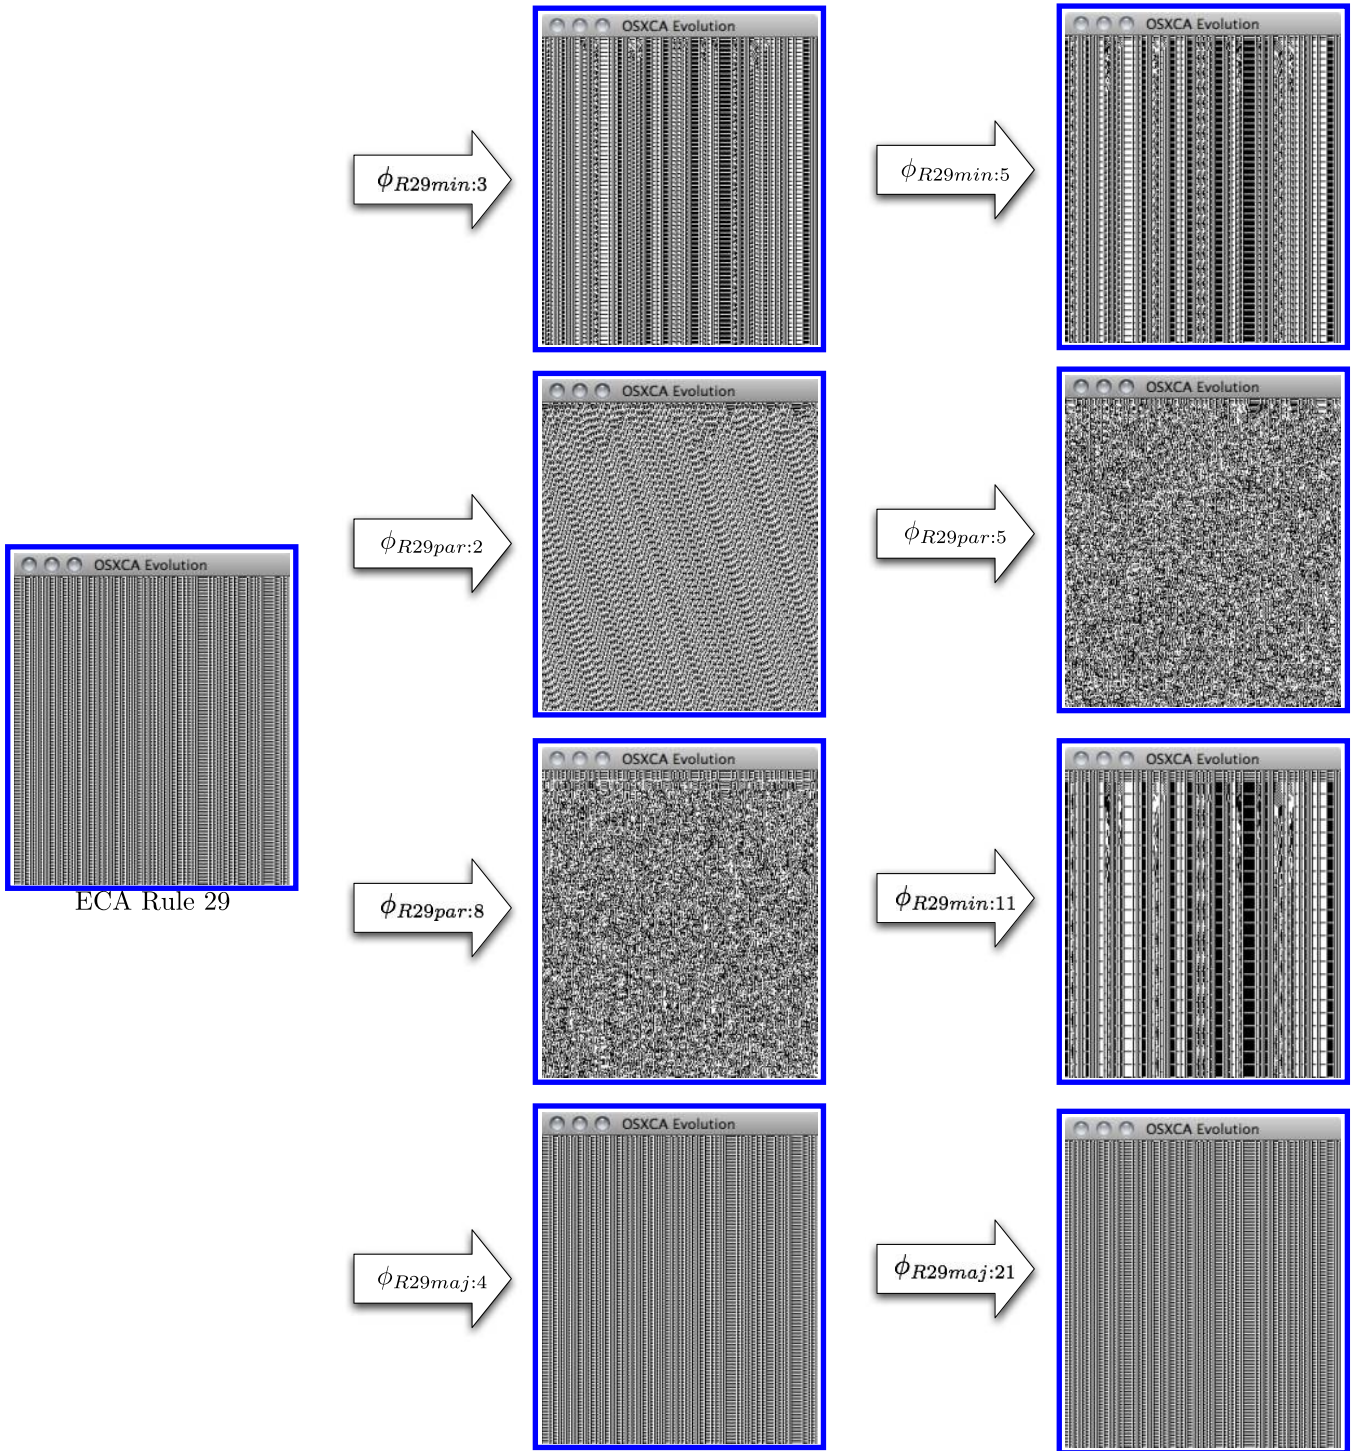 OSXCA Evolution
OSXCA Evolution
ϕR29min:3
ϕR29min:5
OSXCA Evolution
OSXCA Evolution
ϕR29par:2
ϕR29par:5
OSXCA Evolution
ECA Rule 29
OSXCA Evolution
OSXCA Evolution
ϕR29par:8
ϕR29min:11
OSXCA Evolution
OSXCA Evolution
ϕR29maj:4
ϕR29maj:21